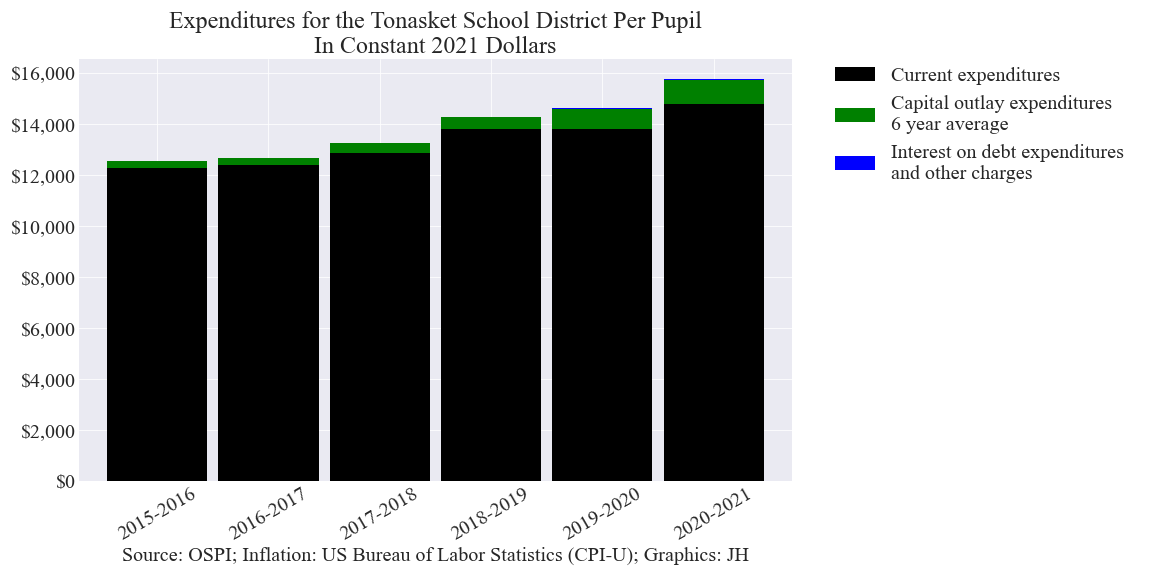 Expenditures for the Tonasket School District Per Pupil
In Constant 2021 Dollars
$16,000
$14,000
$12,000
$10,000
$8,000
$6,000
$4,000
$2,000
$0
2015-2016
2016-2017
2017-2018
2018-2019
2019-2020
2020-2021
Source: OSPI; Inflation: US Bureau of Labor Statistics (CPI-U); Graphics: JH
Current expenditures
Capital outlay expenditures
6 year average
Interest on debt expenditures
and other charges